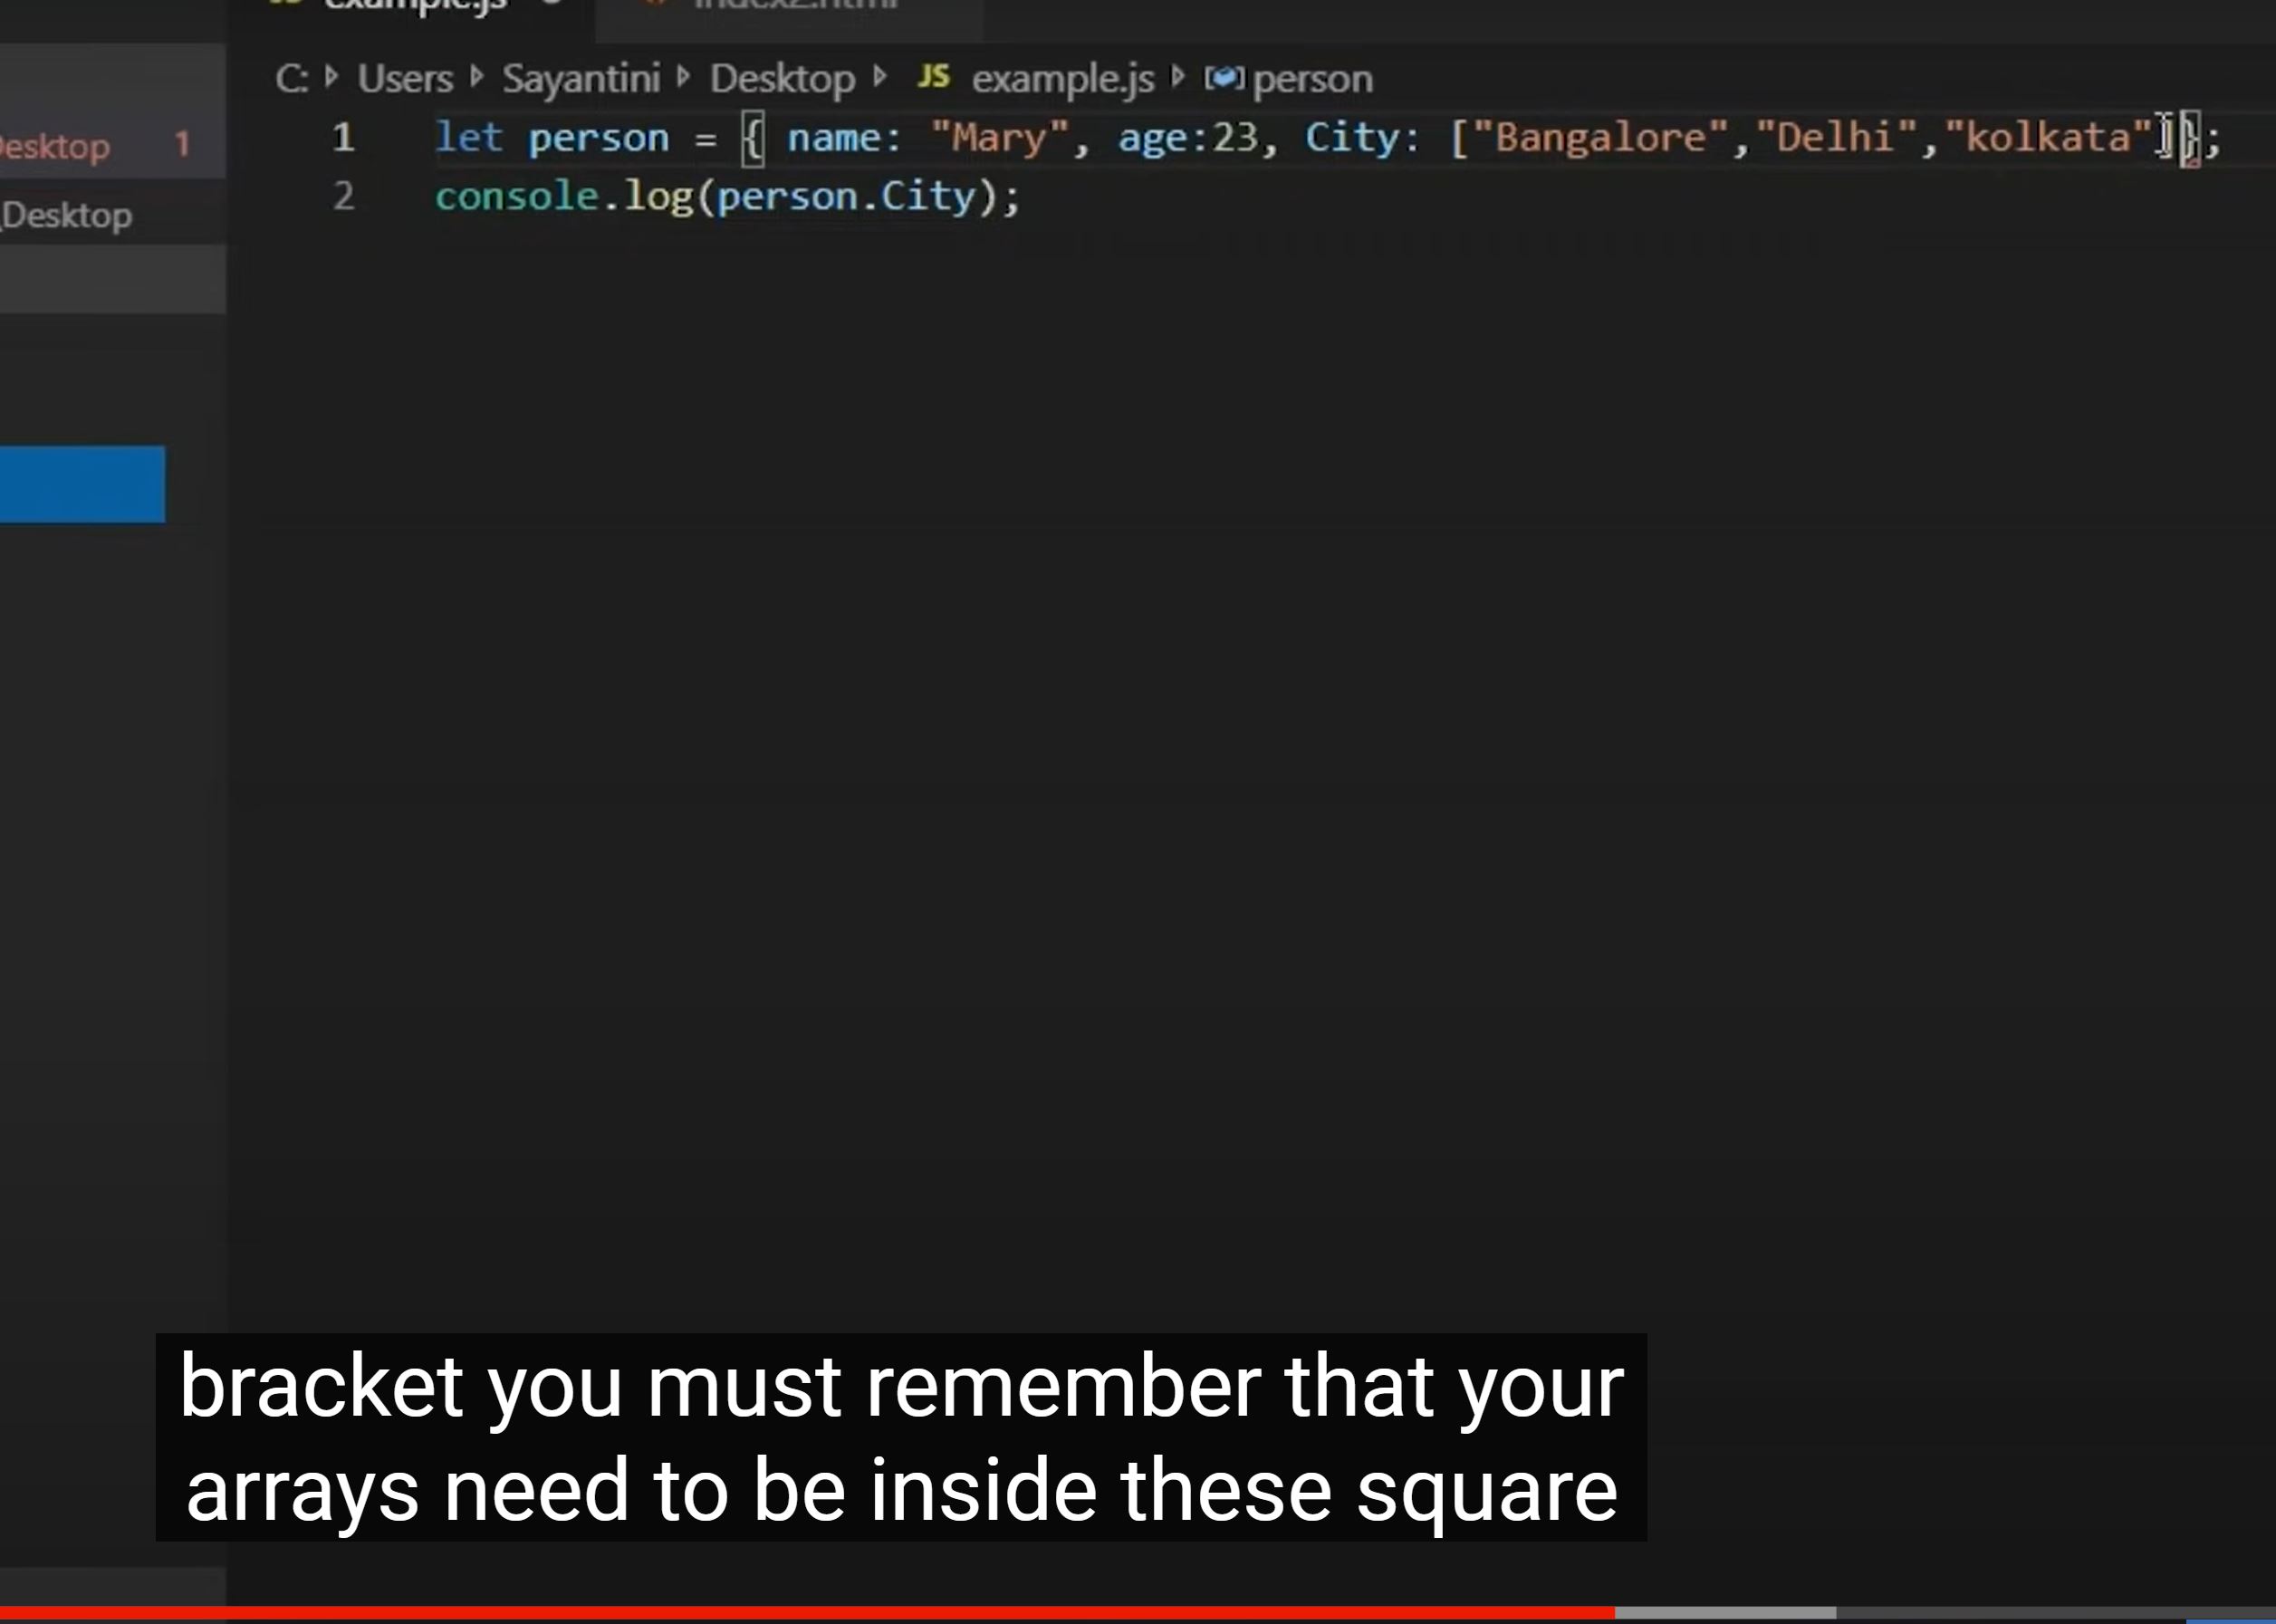 example.js index2.html
C: Users Sayantini Desktop JS example.js person
Desktop 1
1 let person = { name: "Mary", age:23, City: ["Bangalore","Delhi","kolkata"]};
2 console.log(person.City);
\Desktop
bracket you must remember that your
arrays need to be inside these square